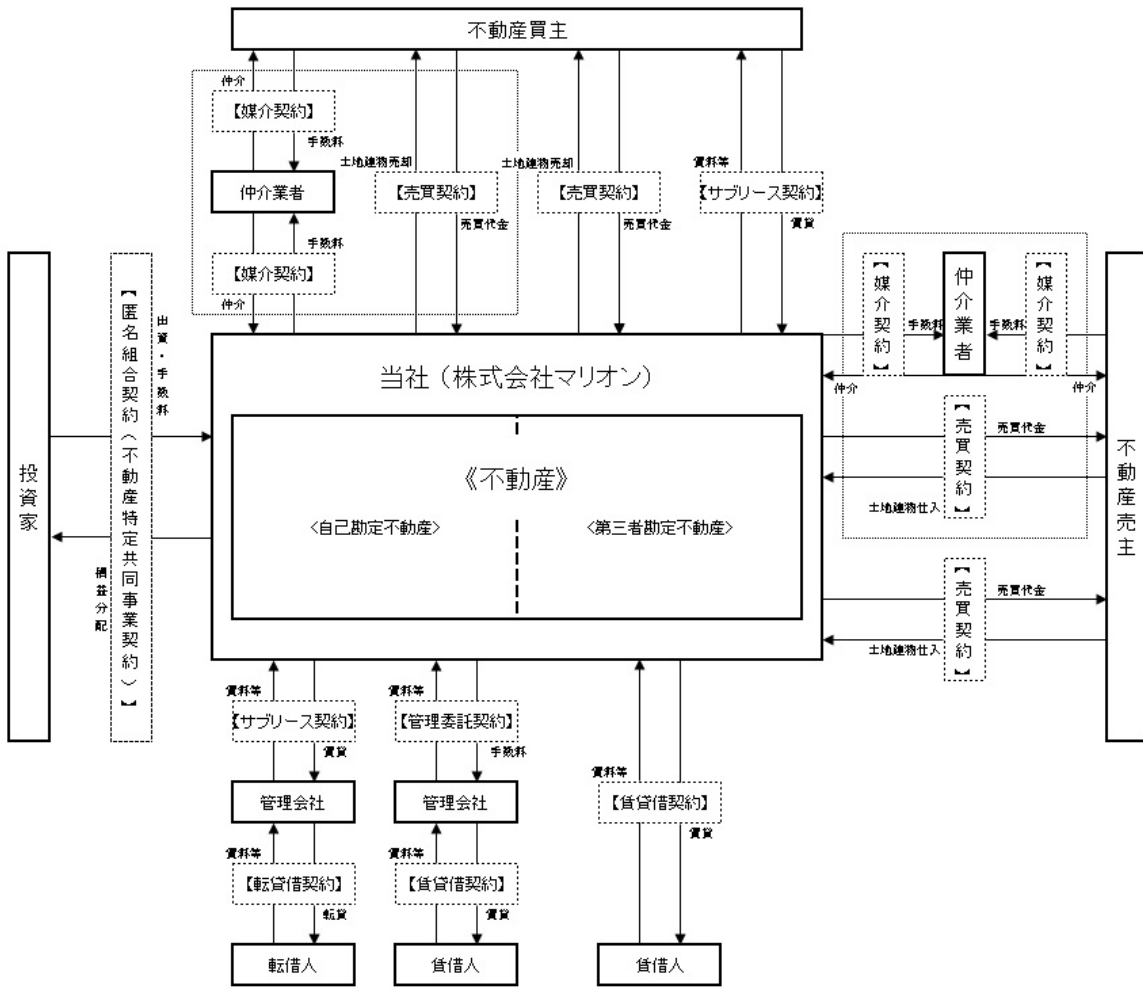 不動産買主
仲介
【媒介契約】
手数料
仲介業者
手数料
【媒介契約】
仲介
土地建物売却
【売買契約】
売買代金
土地建物売却
【売買契約】
売買代金
賃料等
【サブリース契約】
賃貸
投資家
【匿名組合契約（不動産特定共同事業契約）】
出資・手数料
損益分配
当社（株式会社マリオン）
《不動産》
<自己勘定不動産>
<第三者勘定不動産>
【媒介契約】
手数料
仲介業者
手数料
【媒介契約】
仲介
仲介
【売買契約】
売買代金
土地建物仕入
【売買契約】
売買代金
土地建物仕入
不動産売主
賃料等
【サブリース契約】
賃貸
管理会社
賃料等
【転貸借契約】
転貸
転借人
賃料等
【管理委託契約】
手数料
管理会社
賃料等
【賃貸借契約】
賃貸
賃借人
賃料等
【賃貸借契約】
賃貸
賃借人